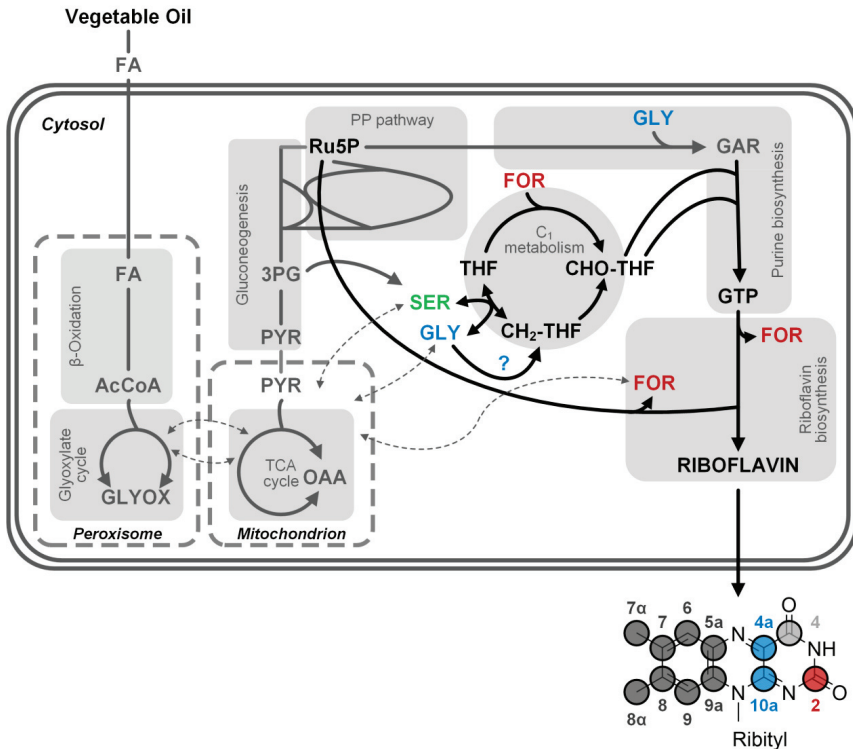 Vegetable Oil
FA
Cytosol
PP pathway
GLY
Ru5P
GAR
FOR
Purine biosynthesis
Gluconeogenesis
C₁
metabolism
3PG
THF
CHO-THF
SER
GTP
FA
β-Oxidation
PYR
GLY
CH₂-THF
FOR
?
AcCoA
PYR
FOR
Riboflavin
biosynthesis
Glyoxylate
cycle
TCA
cycle
OAA
RIBOFLAVIN
GLYOX
Peroxisome
Mitochondrion
O
7α
7
6
5a
4a
4
N
NH
N
N
O
8α
8
9
9a
10a
2
Ribityl